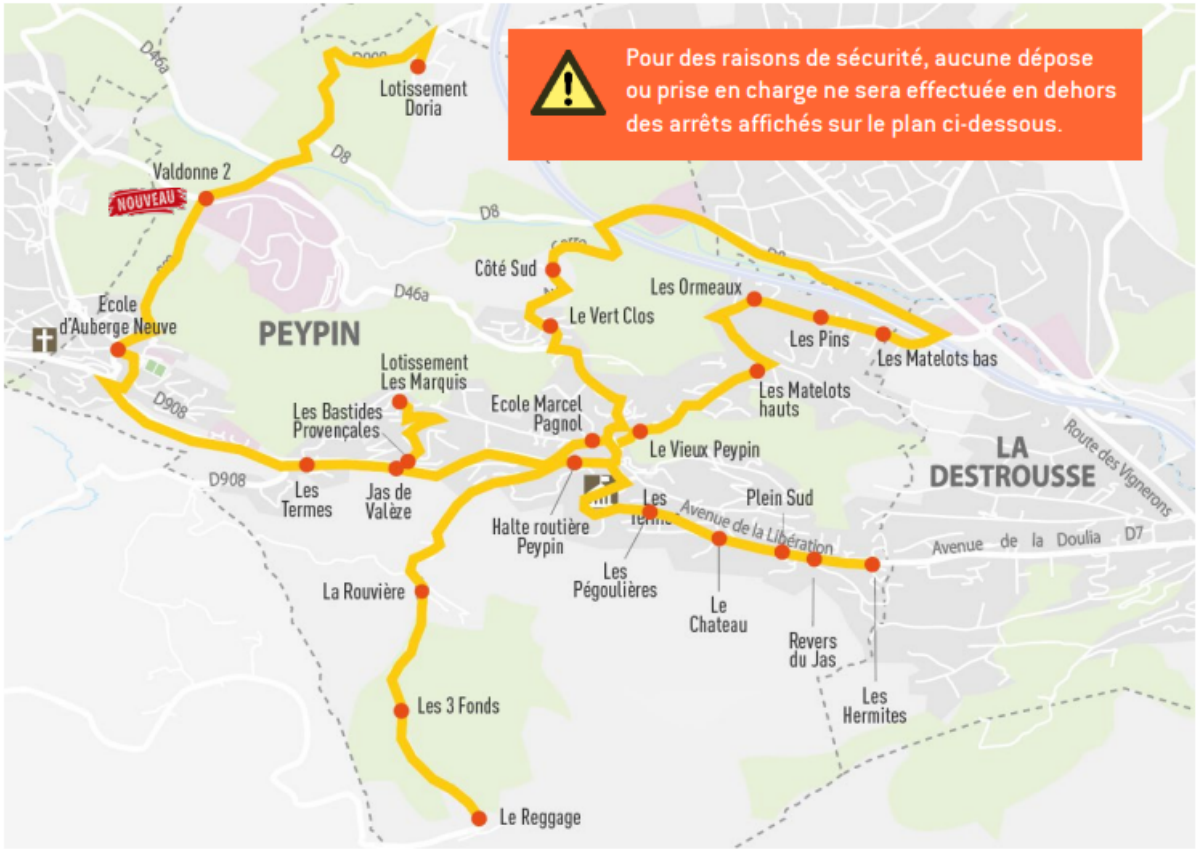 Pour des raisons de sécurité, aucune dépose
ou prise en charge ne sera effectuée en dehors
des arrêts affichés sur le plan ci-dessous.
D46a
Lotissement
Doria
D8
Valdonne 2
NOUVEAU
D8
Côté Sud
Les Ormeaux
D46a
Ecole
d'Auberge Neuve
PEYPIN
Le Vert Clos
Les Pins
Les Matelots bas
Lotissement
Les Marquis
Les Matelots
hauts
D908
Les Bastides
Provençales
Ecole Marcel
Pagnol
Le Vieux Peypin
LA
DESTROUSSE
Route des Vignerons
D908
Les
Termes
Jas de
Valèze
Halte routière
Peypin
Les
Plein Sud
Avenue de la Libération
Avenue de la Doulia D7
Les
Pégoulières
La Rouvière
Le
Chateau
Revers
du Jas
Les
Hermites
Les 3 Fonds
Le Reggage